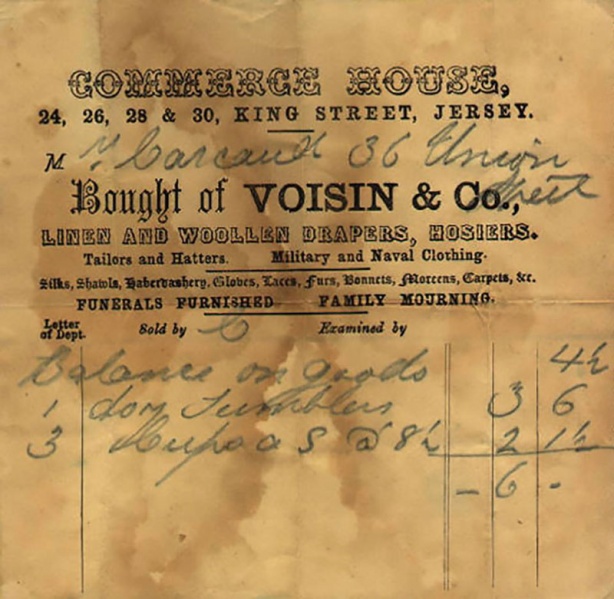 COMMERCE HOUSE,
24, 26, 28 & 30, KING STREET, JERSEY.
M r Carcaud 36 Union Street
Bought of VOISIN & Co.,
LINEN AND WOOLLEN DRAPERS, HOSIERS.
Tailors and Hatters. Military and Naval Clothing.
Silks, Shawls, Haberdashery, Gloves, Laces, Furs, Bonnets, Moreens, Carpets, &c.
FUNERALS FURNISHED FAMILY MOURNING.
Letter of Dept. Sold by C Examined by
Balance on goods 4½
1 doz Tumblers 3 6
3 Cups & S @ 8½ 2 1½
- 6 -